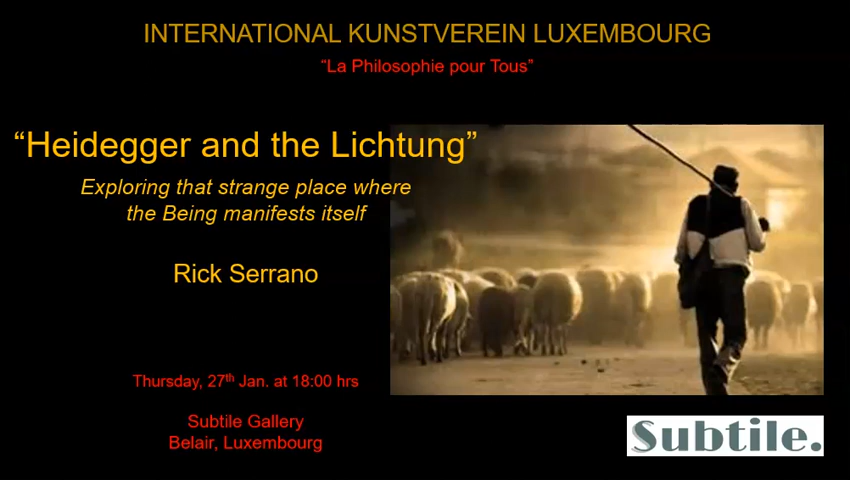 INTERNATIONAL KUNSTVEREIN LUXEMBOURG
“La Philosophie pour Tous”
“Heidegger and the Lichtung”
Exploring that strange place where
the Being manifests itself
Rick Serrano
Thursday, 27th Jan. at 18:00 hrs
Subtile Gallery
Belair, Luxembourg
Subtile.